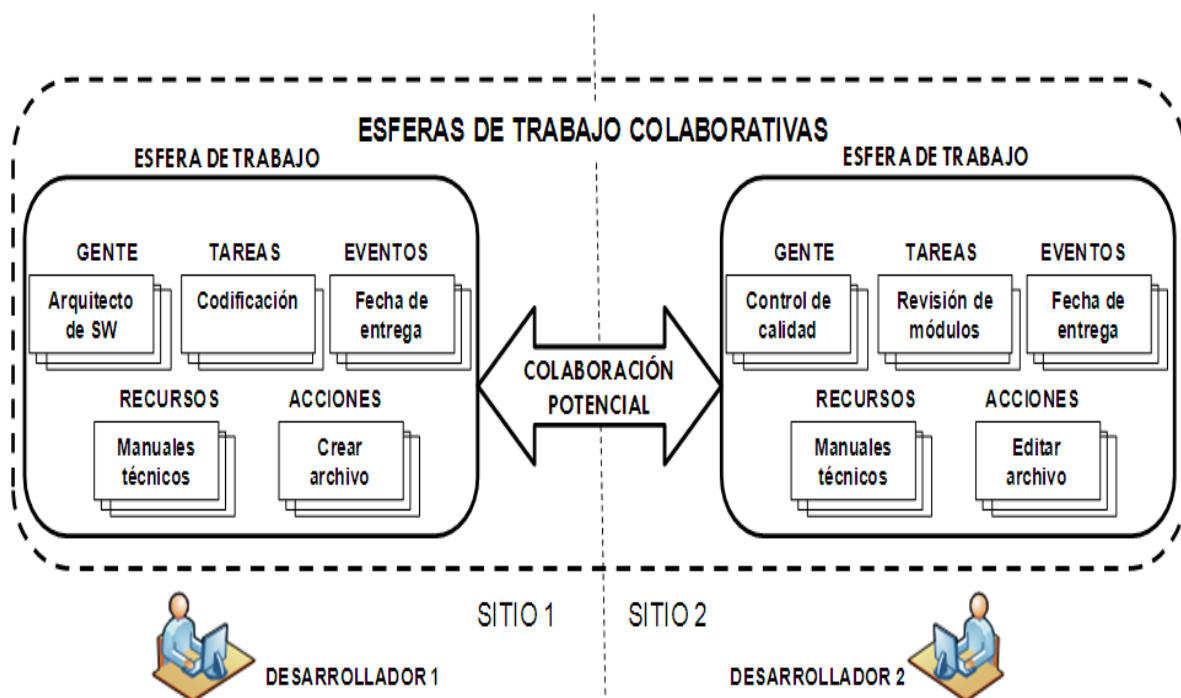 ESFERAS DE TRABAJO COLABORATIVAS
ESFERA DE TRABAJO
GENTE
TAREAS
EVENTOS
Arquitecto
de SW
Codificación
Fecha de
entrega
RECURSOS
ACCIONES
Manuales
técnicos
Crear
archivo
COLABORACIÓN
POTENCIAL
ESFERA DE TRABAJO
GENTE
TAREAS
EVENTOS
Control de
calidad
Revisión de
módulos
Fecha de
entrega
RECURSOS
ACCIONES
Manuales
técnicos
Editar
archivo
SITIO 1
SITIO 2
DESARROLLADOR 1
DESARROLLADOR 2